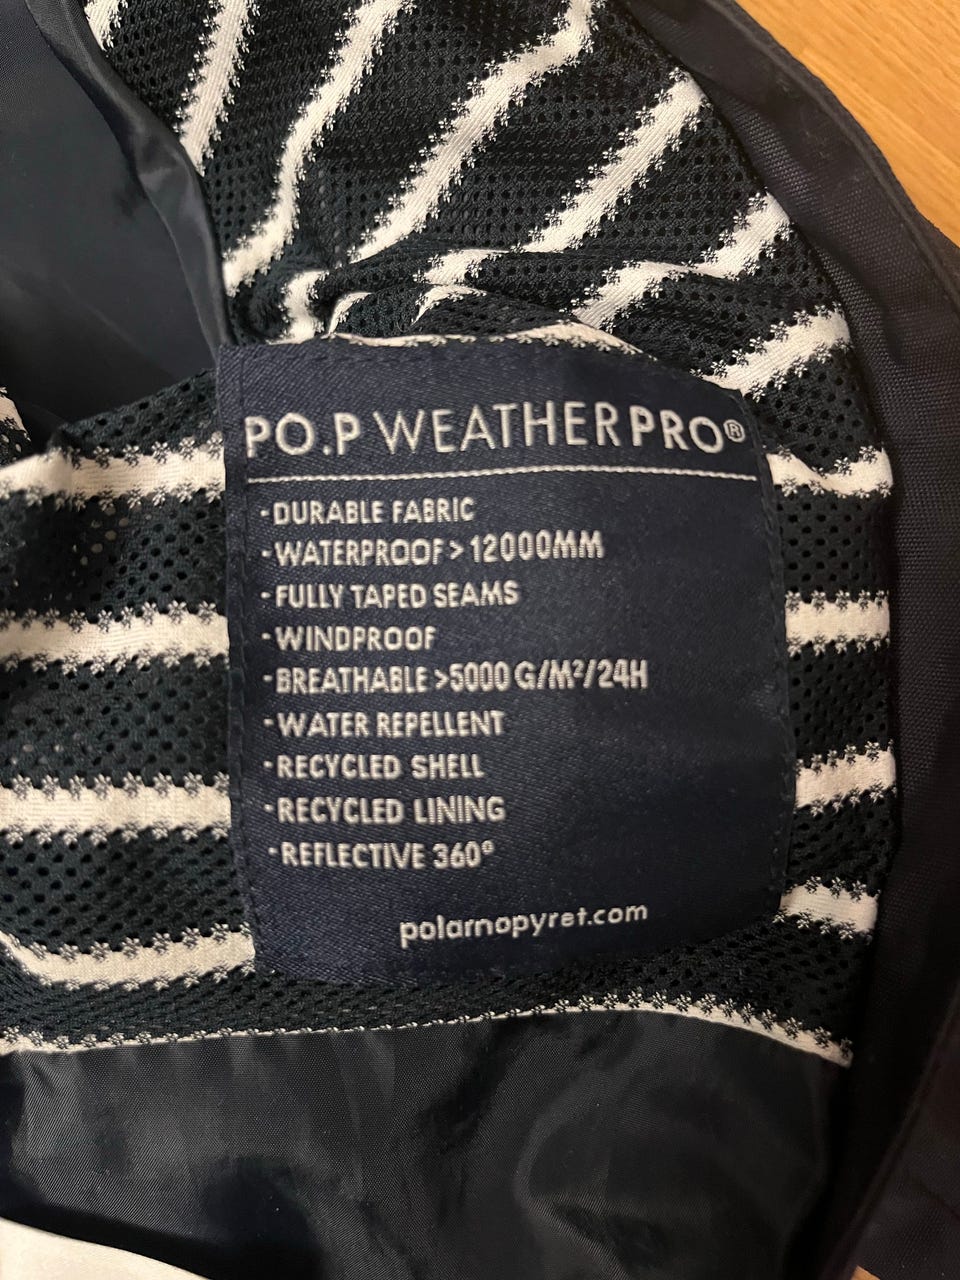 PO.P WEATHERPRO®
-DURABLE FABRIC
-WATERPROOF>12000MM
-FULLY TAPED SEAMS
-WINDPROOF
-BREATHABLE >5000 G/M²/24H
-WATER REPELLENT
-RECYCLED SHELL
-RECYCLED LINING
-REFLECTIVE 360°
polarnopyret.com